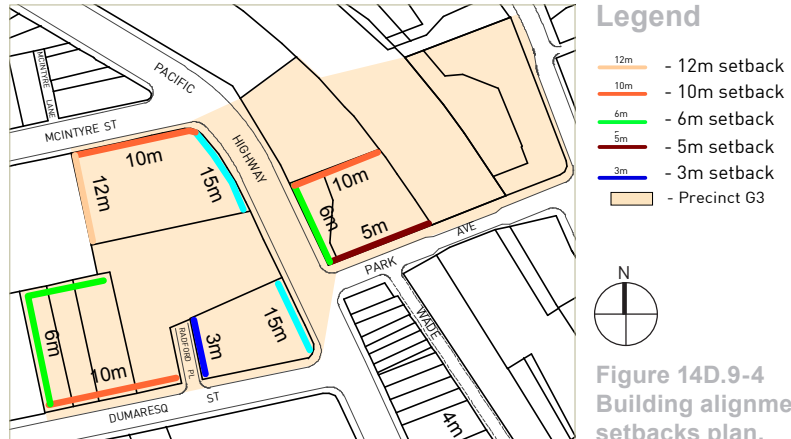 Legend
12m
- 12m setback
10m
- 10m setback
6m
- 6m setback
5m
- 5m setback
3m
- 3m setback
- Precinct G3
N
Figure 14D.9-4
Building alignme
setbacks plan.
MCINTYRE LANE
PACIFIC
HIGHWAY
MCINTYRE ST
10m
12m
15m
10m
6m
5m
AVE
PARK
WADE
6m
10m
RADFORD PL
3m
15m
DUMARESQ ST
4m